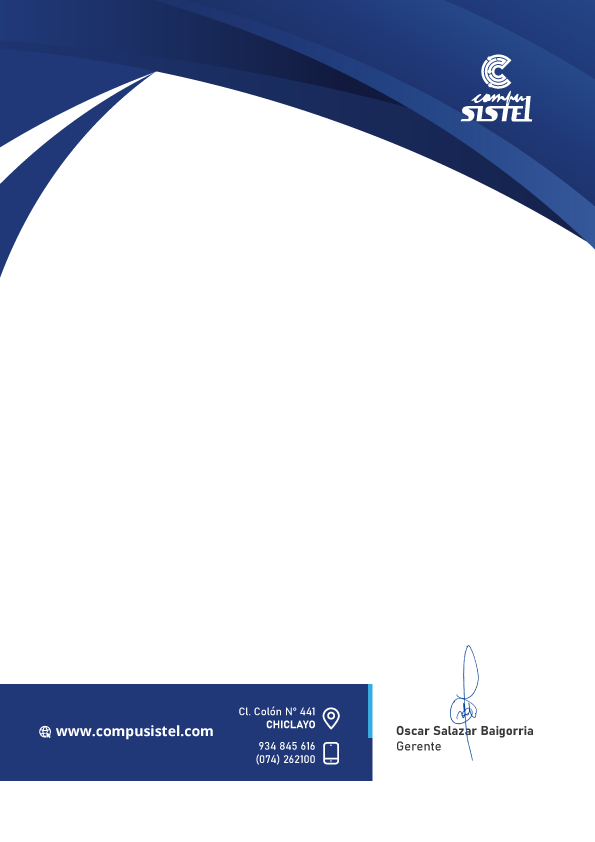 compu
SISTEL
Cl. Colón N° 441
CHICLAYO
www.compusistel.com
934 845 616
(074) 262100
Oscar Salazar Baigorria
Gerente